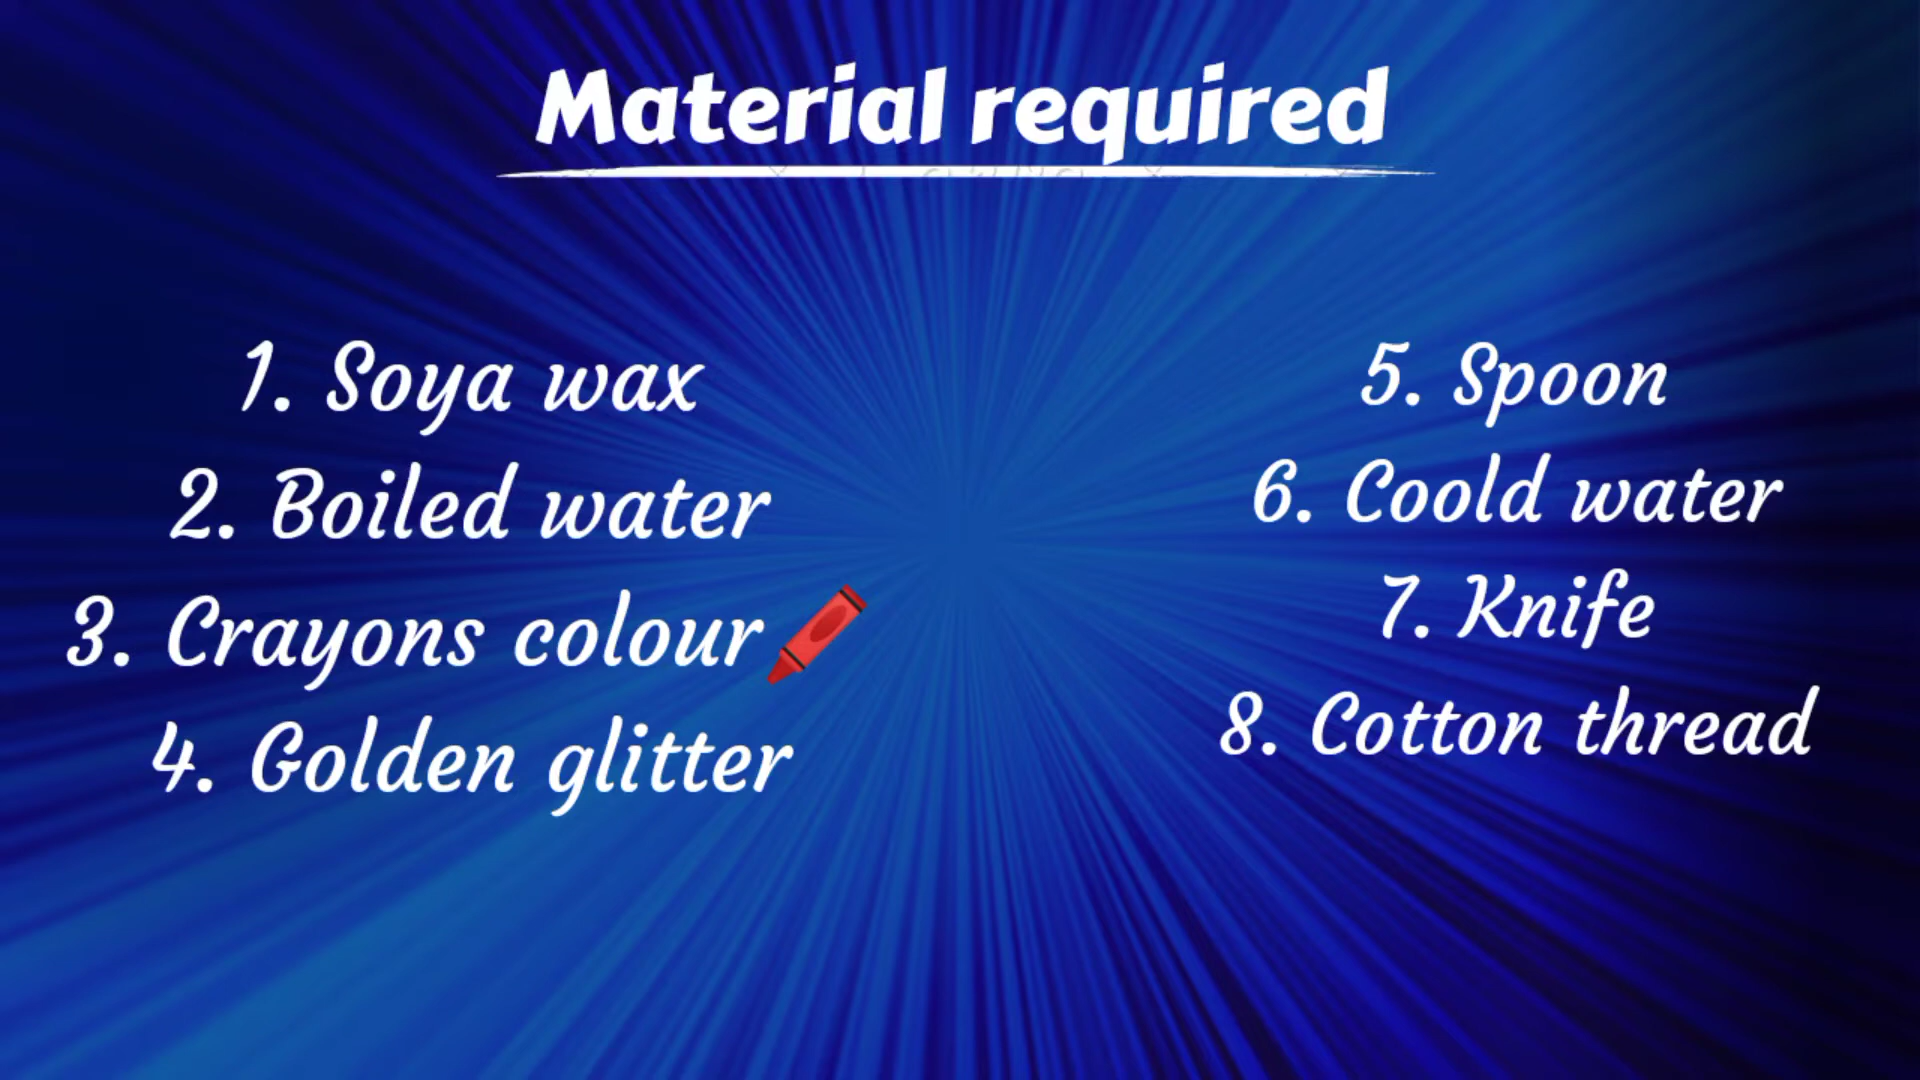 Material required
1. Soya wax
2. Boiled water
3. Crayons colour
4. Golden glitter
5. Spoon
6. Coold water
7. Knife
8. Cotton thread